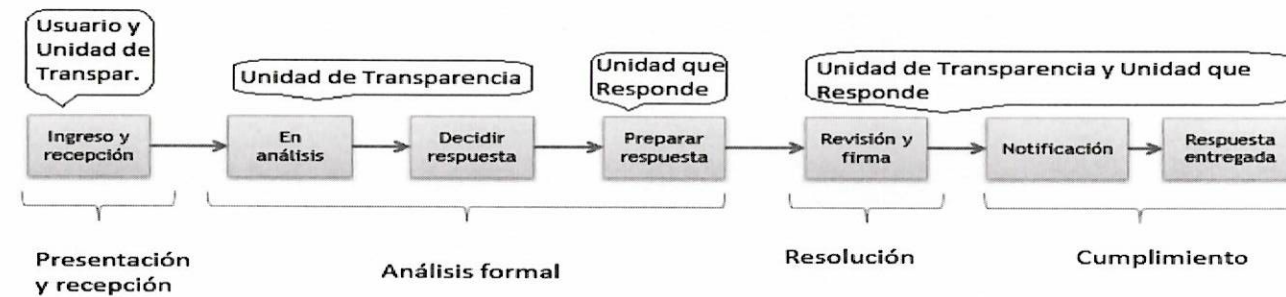 Usuario y
Unidad de
Transpar.
Unidad de Transparencia
Unidad que
Responde
Unidad de Transparencia y Unidad que
Responde
Ingreso y
recepción
En
análisis
Decidir
respuesta
Preparar
respuesta
Revisión y
firma
Notificación
Respuesta
entregada
Presentación
y recepción
Análisis formal
Resolución
Cumplimiento